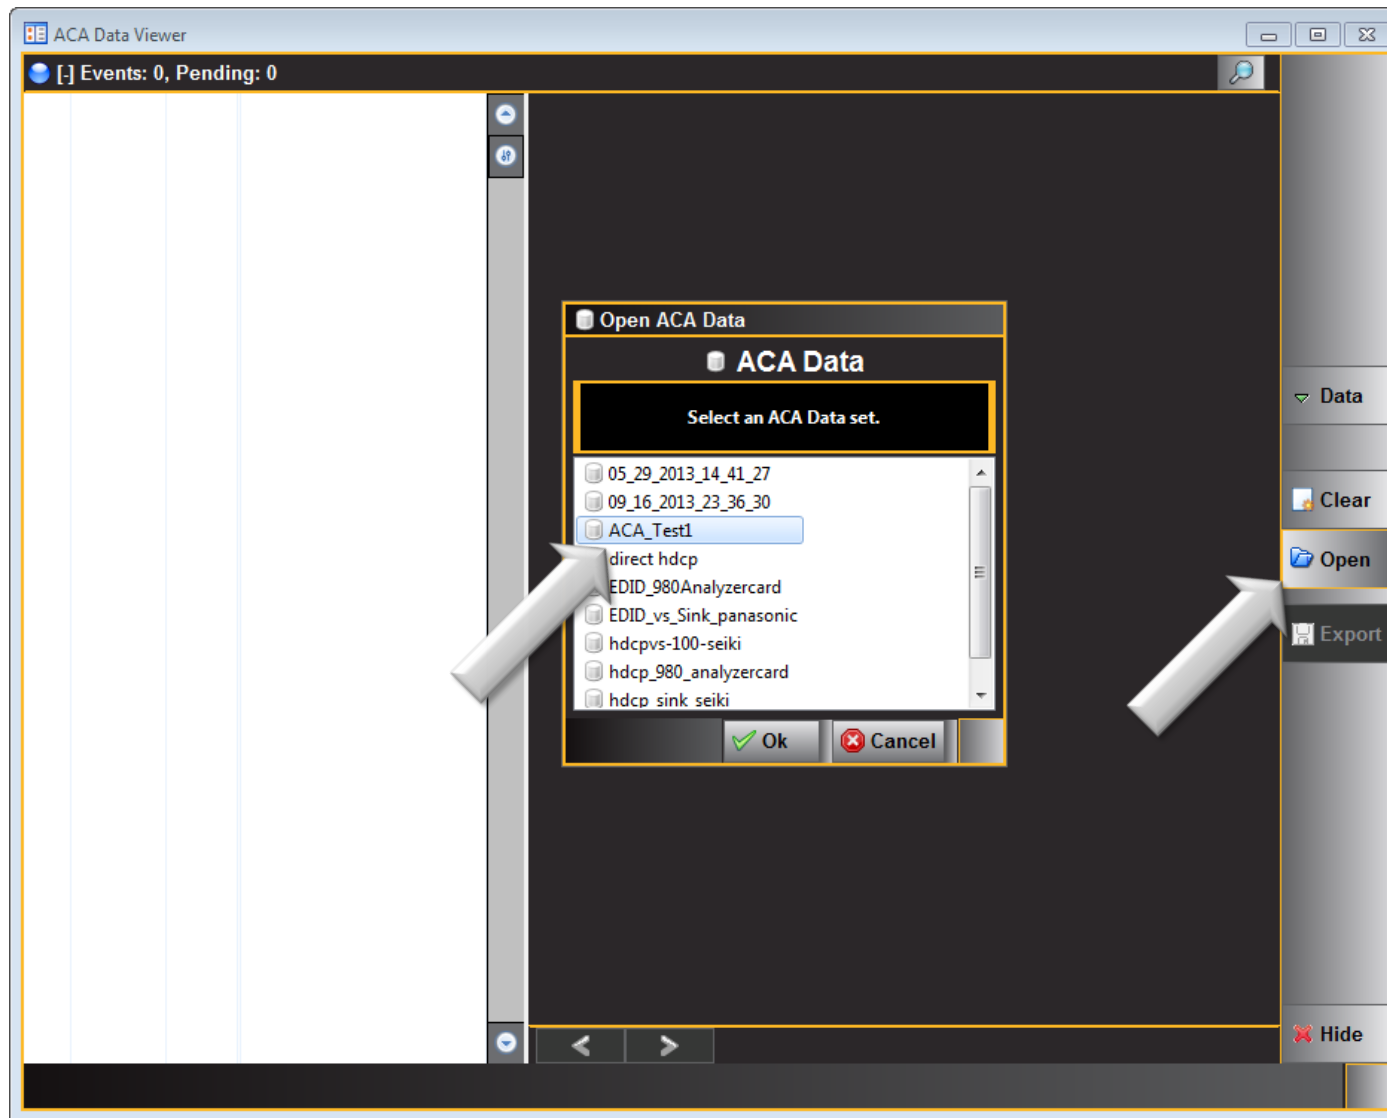 ACA Data Viewer
[-] Events: 0, Pending: 0
Open ACA Data
ACA Data
Select an ACA Data set.
05_29_2013_14_41_27
09_16_2013_23_36_30
ACA_Test1
direct hdcp
EDID_980Analyzercard
EDID_vs_Sink_panasonic
hdcpvs-100-seiki
hdcp_980_analyzercard
hdcp_sink_seiki
Ok
Cancel
Data
Clear
Open
Export
Hide